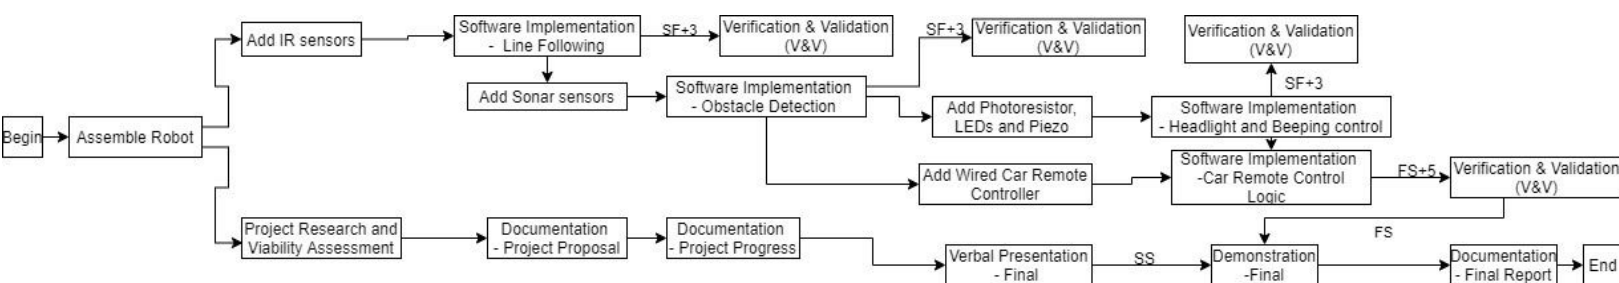 Begin
Assemble Robot
Add IR sensors
Software Implementation
- Line Following
SF+3
Verification & Validation
(V&V)
Add Sonar sensors
Software Implementation
- Obstacle Detection
SF+3
Verification & Validation
(V&V)
Add Photoresistor,
LEDs and Piezo
Software Implementation
- Headlight and Beeping control
SF+3
Verification & Validation
(V&V)
Add Wired Car Remote
Controller
Software Implementation
-Car Remote Control
Logic
FS+5
Verification & Validation
(V&V)
FS
Project Research and
Viability Assessment
Documentation
- Project Proposal
Documentation
- Project Progress
Verbal Presentation
- Final
SS
Demonstration
-Final
Documentation
- Final Report
End